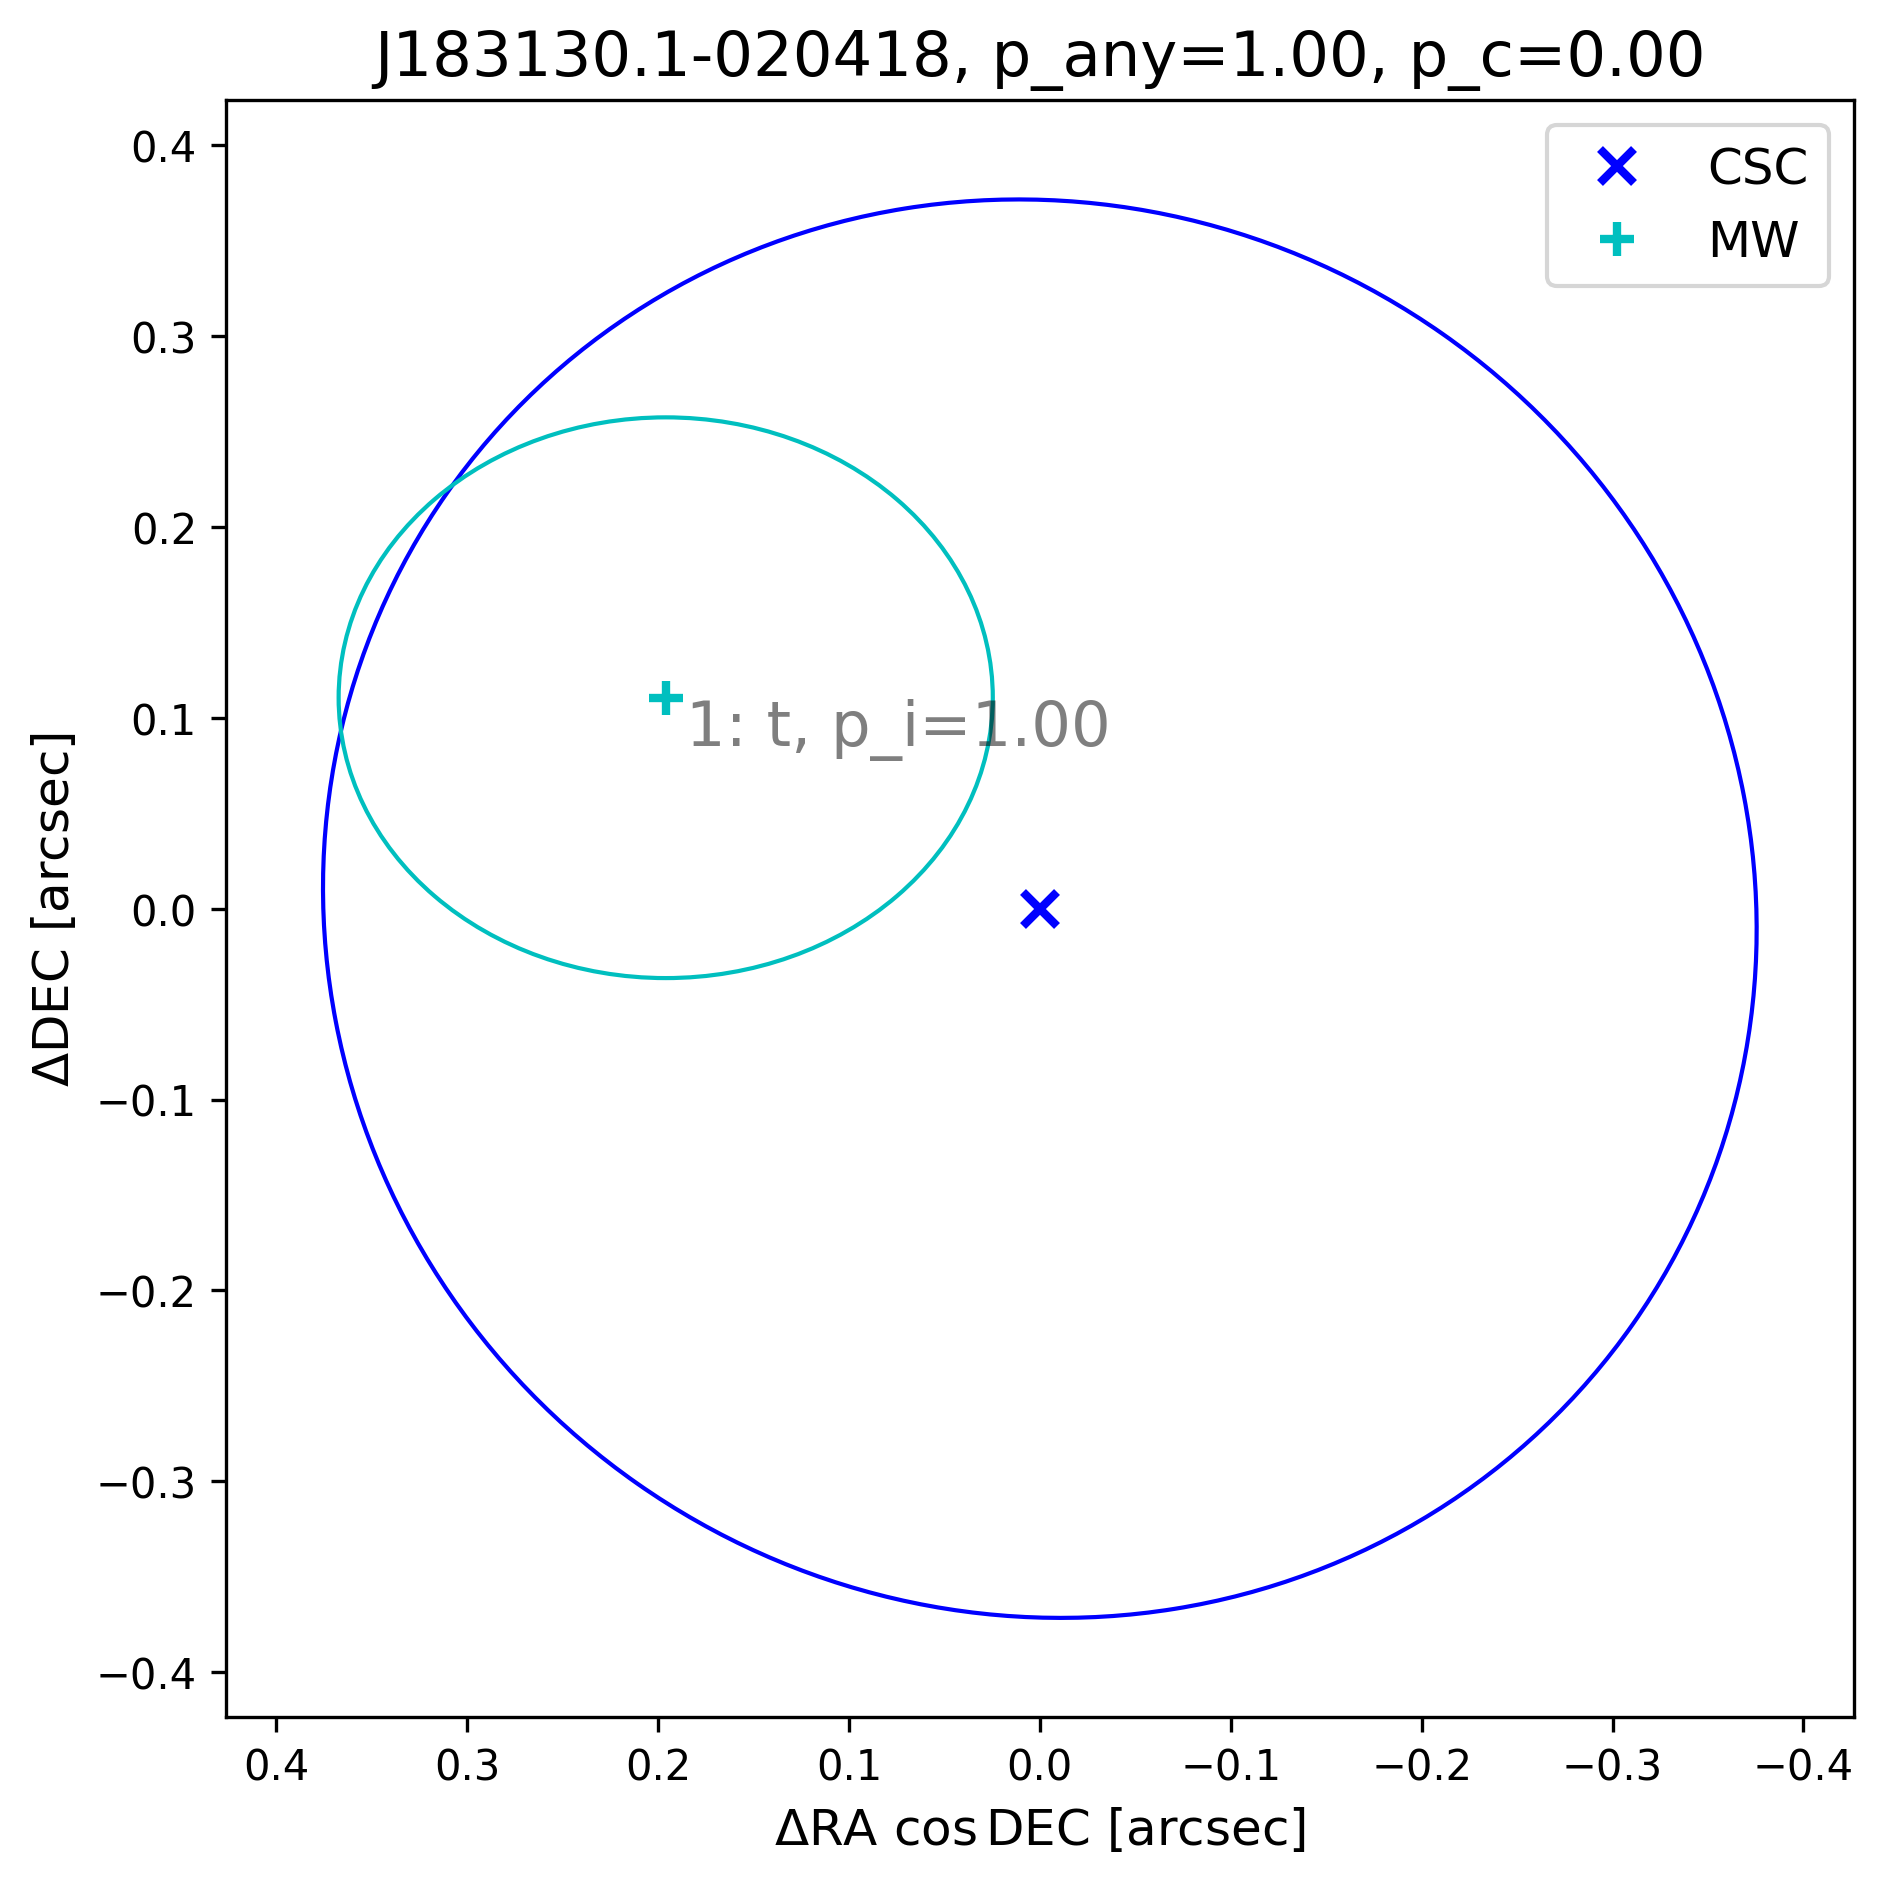 J183130.1-020418, p_any=1.00, p_c=0.00
CSC
MW
1: t, p_i=1.00
ΔDEC [arcsec]
0.4
0.3
0.2
0.1
0.0
−0.1
−0.2
−0.3
−0.4
0.4 0.3 0.2 0.1 0.0 −0.1 −0.2 −0.3 −0.4
ΔRA cos DEC [arcsec]